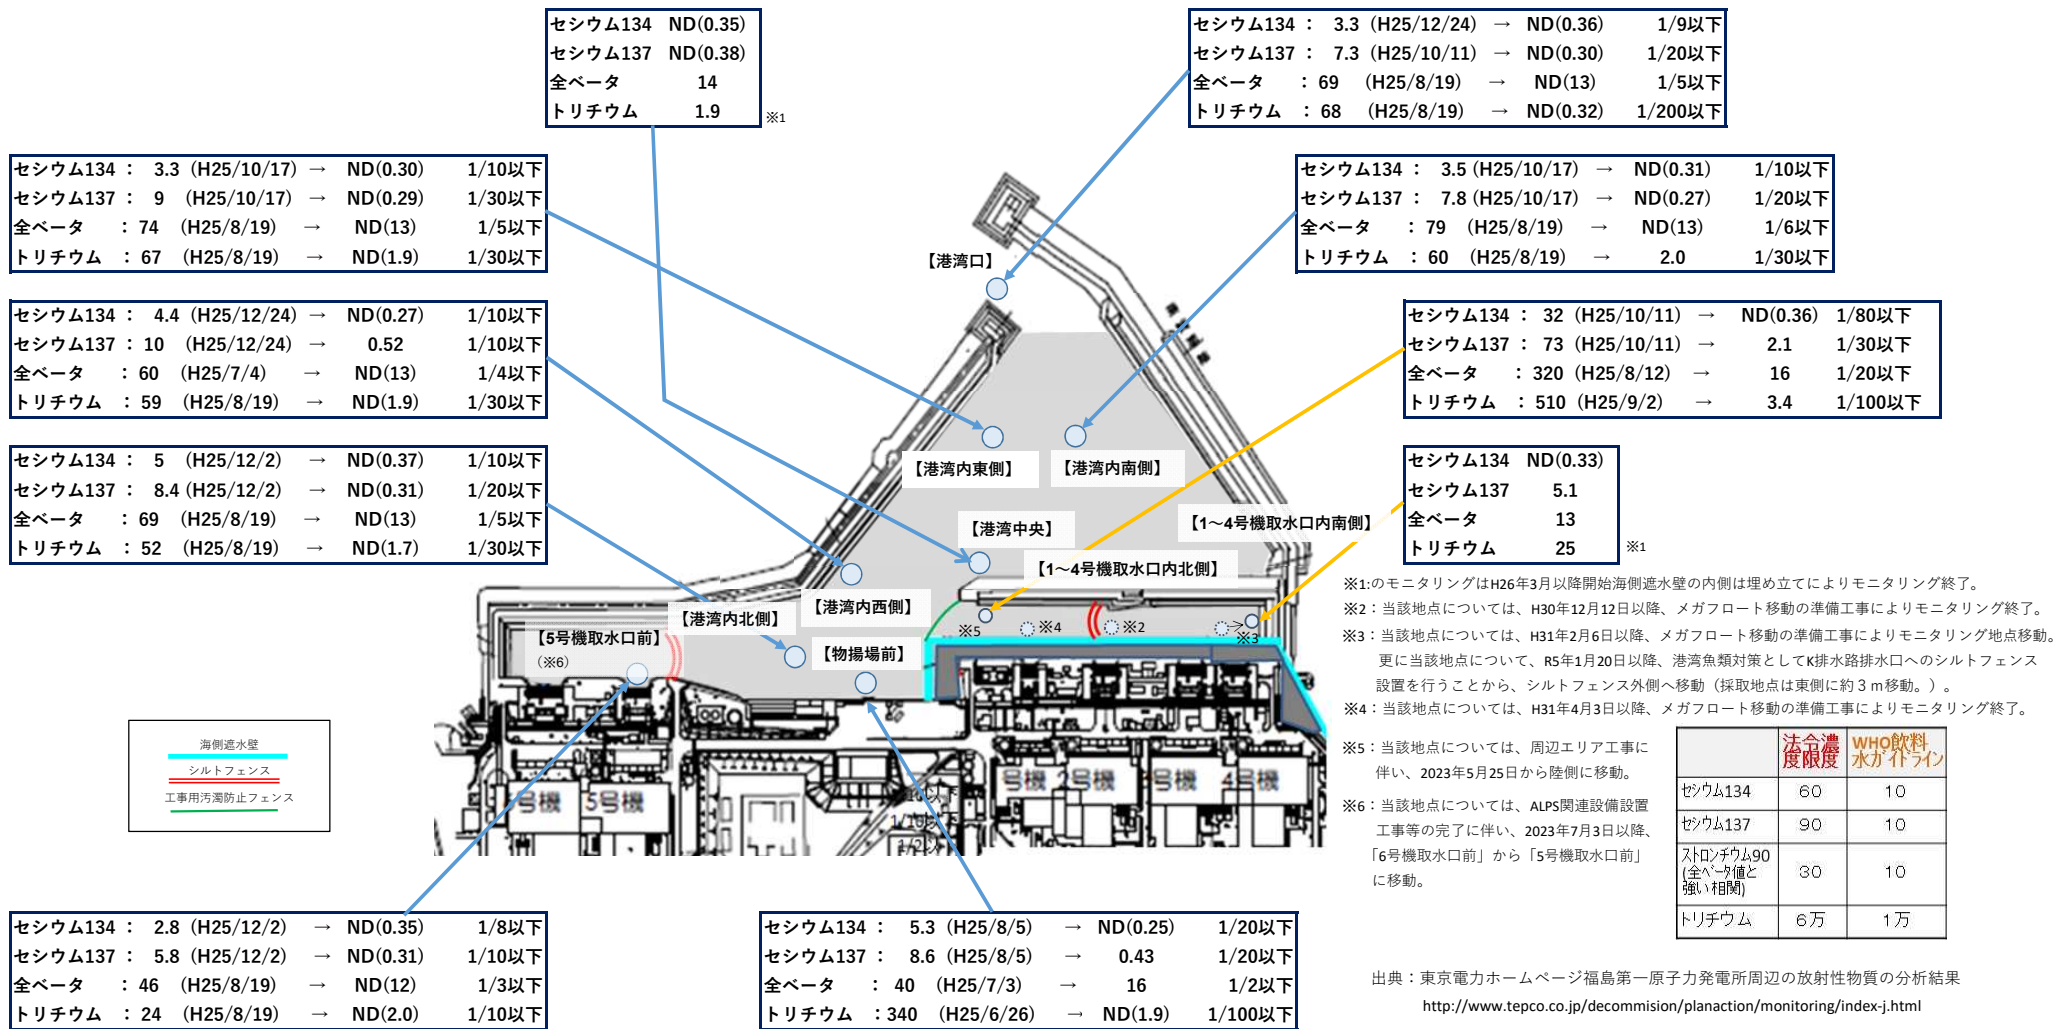 セシウム134 ND(0.35)
セシウム137 ND(0.38)
全ベータ 14
トリチウム 1.9
※1
セシウム134 : 3.3 (H25/12/24) → ND(0.36) 1/9以下
セシウム137 : 7.3 (H25/10/11) → ND(0.30) 1/20以下
全ベータ : 69 (H25/8/19) → ND(13) 1/5以下
トリチウム : 68 (H25/8/19) → ND(0.32) 1/200以下
セシウム134 : 3.3 (H25/10/17) → ND(0.30) 1/10以下
セシウム137 : 9 (H25/10/17) → ND(0.29) 1/30以下
全ベータ : 74 (H25/8/19) → ND(13) 1/5以下
トリチウム : 67 (H25/8/19) → ND(1.9) 1/30以下
セシウム134 : 3.5 (H25/10/17) → ND(0.31) 1/10以下
セシウム137 : 7.8 (H25/10/17) → ND(0.27) 1/20以下
全ベータ : 79 (H25/8/19) → ND(13) 1/6以下
トリチウム : 60 (H25/8/19) → 2.0 1/30以下
セシウム134 : 4.4 (H25/12/24) → ND(0.27) 1/10以下
セシウム137 : 10 (H25/12/24) → 0.52 1/10以下
全ベータ : 60 (H25/7/4) → ND(13) 1/4以下
トリチウム : 59 (H25/8/19) → ND(1.9) 1/30以下
セシウム134 : 32 (H25/10/11) → ND(0.36) 1/80以下
セシウム137 : 73 (H25/10/11) → 2.1 1/30以下
全ベータ : 320 (H25/8/12) → 16 1/20以下
トリチウム : 510 (H25/9/2) → 3.4 1/100以下
セシウム134 : 5 (H25/12/2) → ND(0.37) 1/10以下
セシウム137 : 8.4 (H25/12/2) → ND(0.31) 1/20以下
全ベータ : 69 (H25/8/19) → ND(13) 1/5以下
トリチウム : 52 (H25/8/19) → ND(1.7) 1/30以下
セシウム134 ND(0.33)
セシウム137 5.1
全ベータ 13
トリチウム 25
※1
【港湾口】
【港湾内東側】
【港湾内南側】
【港湾中央】
【1～4号機取水口内南側】
【1～4号機取水口内北側】
【港湾内西側】
【港湾内北側】
【5号機取水口前】
(※6)
【物揚場前】
※5
※4
※2
※3
号機 5号機
号機 2号機 3号機 4号機
1/10以下
※1:のモニタリングはH26年3月以降開始海側遮水壁の内側は埋め立てによりモニタリング終了。
※2：当該地点については、H30年12月12日以降、メガフロート移動の準備工事によりモニタリング終了。
※3：当該地点については、H31年2月6日以降、メガフロート移動の準備工事によりモニタリング地点移動。
更に当該地点について、R5年1月20日以降、港湾魚類対策としてK排水路排水口へのシルトフェンス
設置を行うことから、シルトフェンス外側へ移動（採取地点は東側に約３ｍ移動。）。
※4：当該地点については、H31年4月3日以降、メガフロート移動の準備工事によりモニタリング終了。
※5：当該地点については、周辺エリア工事に
伴い、2023年5月25日から陸側に移動。
※6：当該地点については、ALPS関連設備設置
工事等の完了に伴い、2023年7月3日以降、
「6号機取水口前」から「5号機取水口前」
に移動。
海側遮水壁
シルトフェンス
工事用汚濁防止フェンス
法令濃度限度 WHO飲料水ガイドライン
セシウム134 60 10
セシウム137 90 10
ストロンチウム90(全ベータ値と強い相関) 30 10
トリチウム 6万 1万
セシウム134 : 2.8 (H25/12/2) → ND(0.35) 1/8以下
セシウム137 : 5.8 (H25/12/2) → ND(0.31) 1/10以下
全ベータ : 46 (H25/8/19) → ND(12) 1/3以下
トリチウム : 24 (H25/8/19) → ND(2.0) 1/10以下
セシウム134 : 5.3 (H25/8/5) → ND(0.25) 1/20以下
セシウム137 : 8.6 (H25/8/5) → 0.43 1/20以下
全ベータ : 40 (H25/7/3) → 16 1/2以下
トリチウム : 340 (H25/6/26) → ND(1.9) 1/100以下
出典：東京電力ホームページ福島第一原子力発電所周辺の放射性物質の分析結果
http://www.tepco.co.jp/decommision/planaction/monitoring/index-j.html